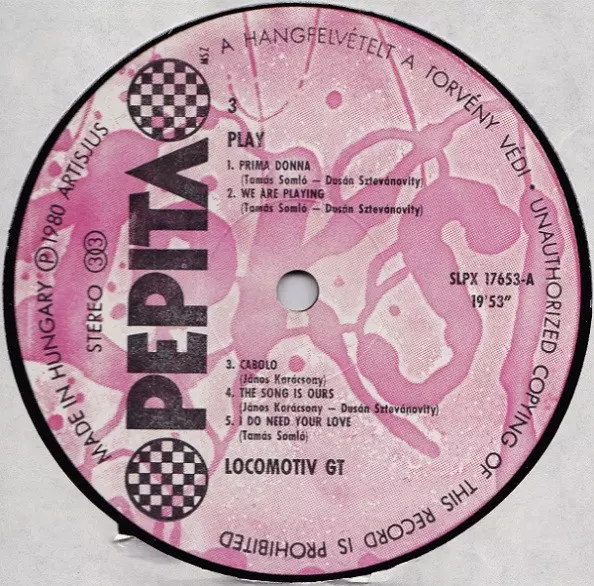 A HANGFELVÉTELT A TÖRVÉNY VÉDI • UNAUTHORIZED COPYING OF THIS RECORD IS PROHIBITED
MADE IN HUNGARY Ⓟ 1980 ARTISJUS
STEREO 303
MSZ
PEPITA
3
PLAY
1. PRIMA DONNA
(Tamás Somló – Dusán Sztevánovity)
2. WE ARE PLAYING
(Tamás Somló – Dusán Sztevánovity)
SLPX 17653-A
19'53"
3. CABOLO
(János Karácsony)
4. THE SONG IS OURS
(János Karácsony – Dusán Sztevánovity)
5. I DO NEED YOUR LOVE
(Tamás Somló)
LOCOMOTIV GT